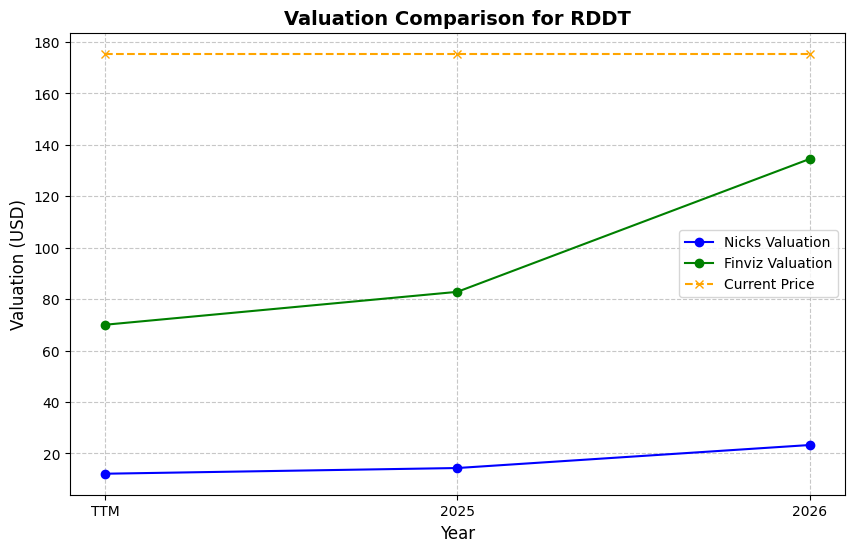 Valuation Comparison for RDDT
Valuation (USD)
180
160
140
120
100
80
60
40
20
Nicks Valuation
Finviz Valuation
Current Price
TTM 2025 2026
Year